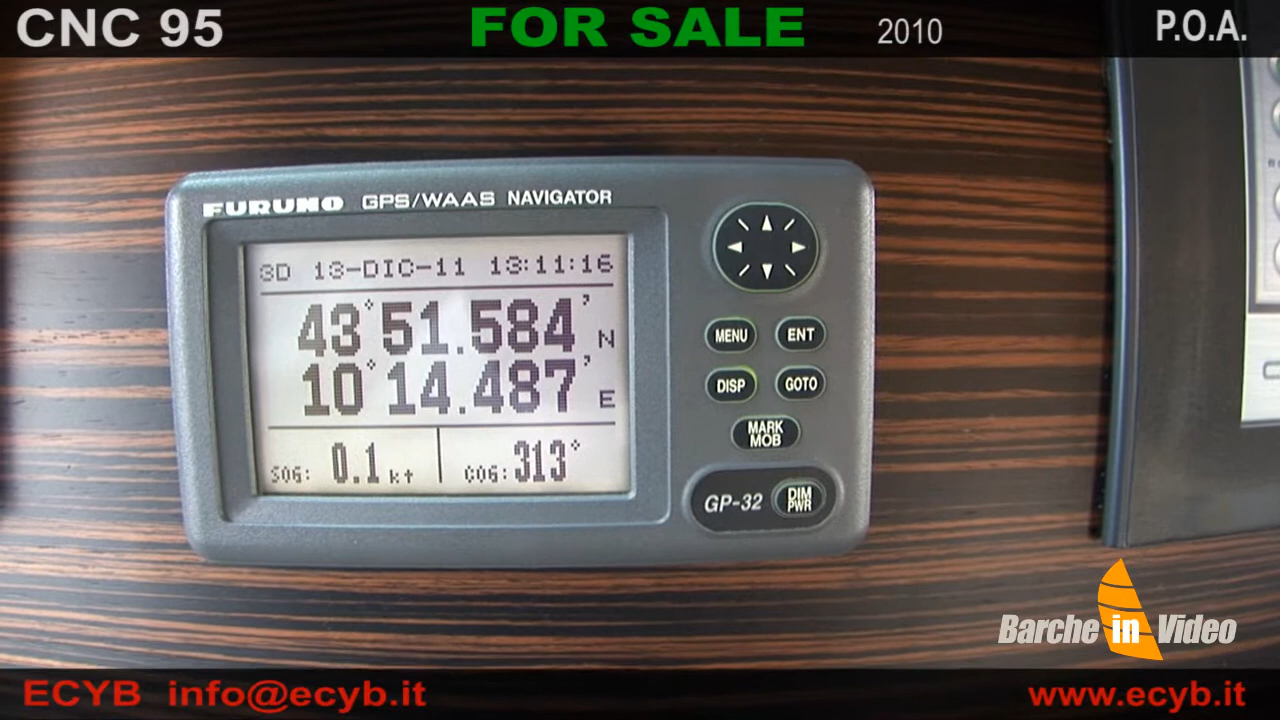 CNC 95
FOR SALE
2010
P.O.A.
FURUNO GPS/WAAS NAVIGATOR
3D 13-DIC-11 13:11:16
43°51.584' N
10°14.487' E
SOG: 0.1 kt
COG: 313°
MENU
ENT
DISP
GOTO
MARK
MOB
GP-32
DIM
PWR
Barche in Video
ECYB info@ecyb.it
www.ecyb.it